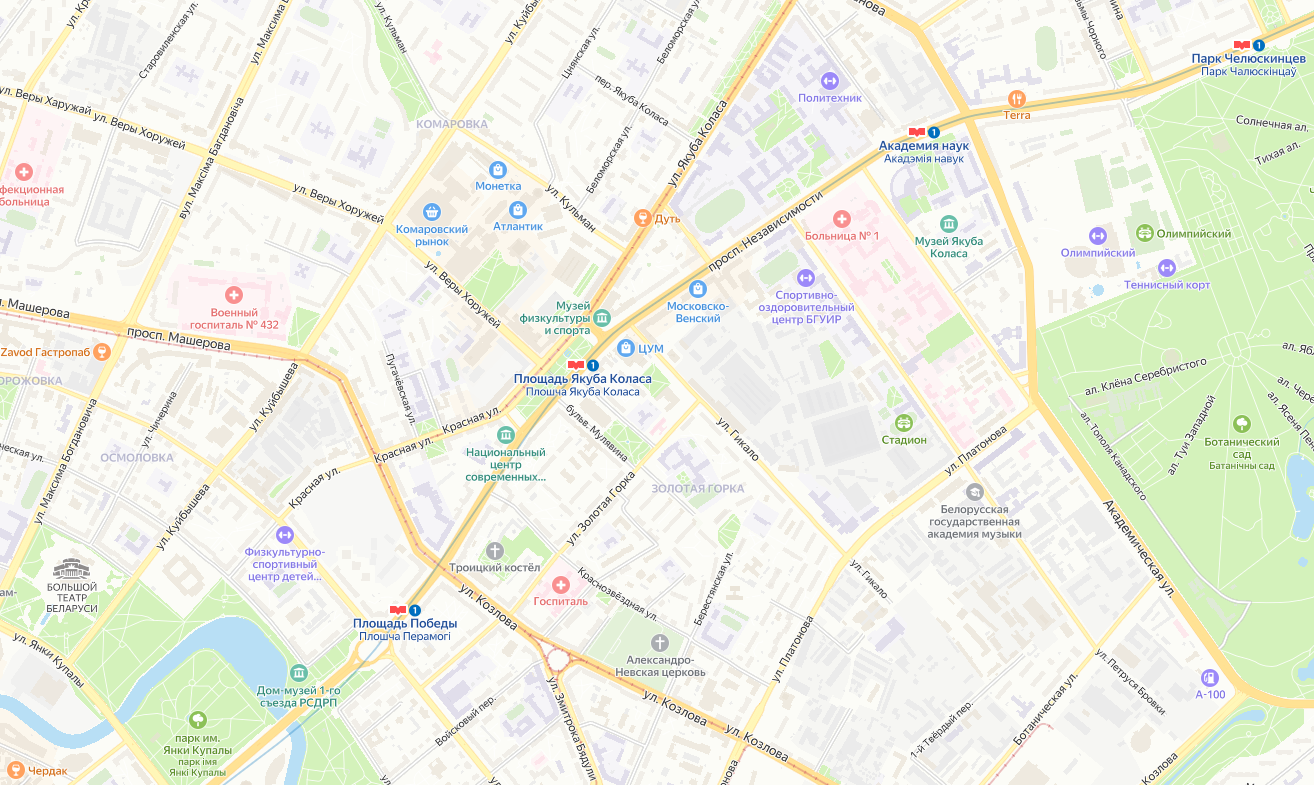 Старовиленская ул.
ул. Кульман
ул. Куйбы
Циянская ул.
Беломорская ул.
пер. Якуба Коласа
ул. Якуба Коласа
Политехник
Terra
Парк Челюскинцев
Парк Чалюскінцаў
1
Академия наук
Акадэмія навук
1
Солнечная ал.
Тихая ал.
ул. Веры Харужай
ул. Веры Хоружей
вул. Максіма Багдановіча
КОМАРОВКА
Монетка
Атлантик
Комаровский
рынок
ул. Веры Хоружей
ул. Кульман
Беломорская ул.
Дуть
просп. Независимости
Больница № 1
Музей Якуба
Коласа
Олимпийский
Олимпийский
Теннисный корт
фекционная
больница
Военный
госпиталь № 432
ул. Веры Хоружей
Музей
физкультуры
и спорта
Московско-
Венский
Спортивно-
оздоровительный
центр БГУИР
. Машерова
просп. Машерова
Zavod Гастропаб
ЦУМ
Площадь Якуба Коласа
Плошча Якуба Коласа
1
ОРОЖОВКА
Пугачёвская ул.
ул. Куйбышева
ул. Чичерина
ал. Клёна Серебристого
ал. Туи Западной
ал. Тополя Канадского
Ботанический
сад
Батанічны сад
Красная ул.
Красная ул.
Красная ул.
бульв. Мулявина
ул. Гикало
Стадион
ул. Платонова
ул. Максима Богдановича
ОСМОЛОВКА
Национальный
центр
современных...
ЗОЛОТАЯ ГОРКА
ул. Золотая Горка
ул. Куйбышева
Белорусская
государственная
академия музыки
Академическая ул.
Физкультурно-
спортивный
центр детей...
Троицкий костёл
БОЛЬШОЙ
ТЕАТР
БЕЛАРУСИ
Госпиталь
Краснозвёздная ул.
Берестянская ул.
ул. Гикало
ул. Козлова
Площадь Победы
Плошча Перамогі
1
ул. Янки Купалы
Дом-музей 1-го
съезда РСДРП
Александро-
Невская церковь
ул. Платонова
ул. Петруся Бровки
А-100
Ботаническая ул.
1-й Твёрдый пер.
ул. Козлова
ул. Козлова
ул. Змитрока Бядули
Войсковый пер.
парк им.
Янки Купалы
парк імя
Янкі Купалы
Чердак
Козлова